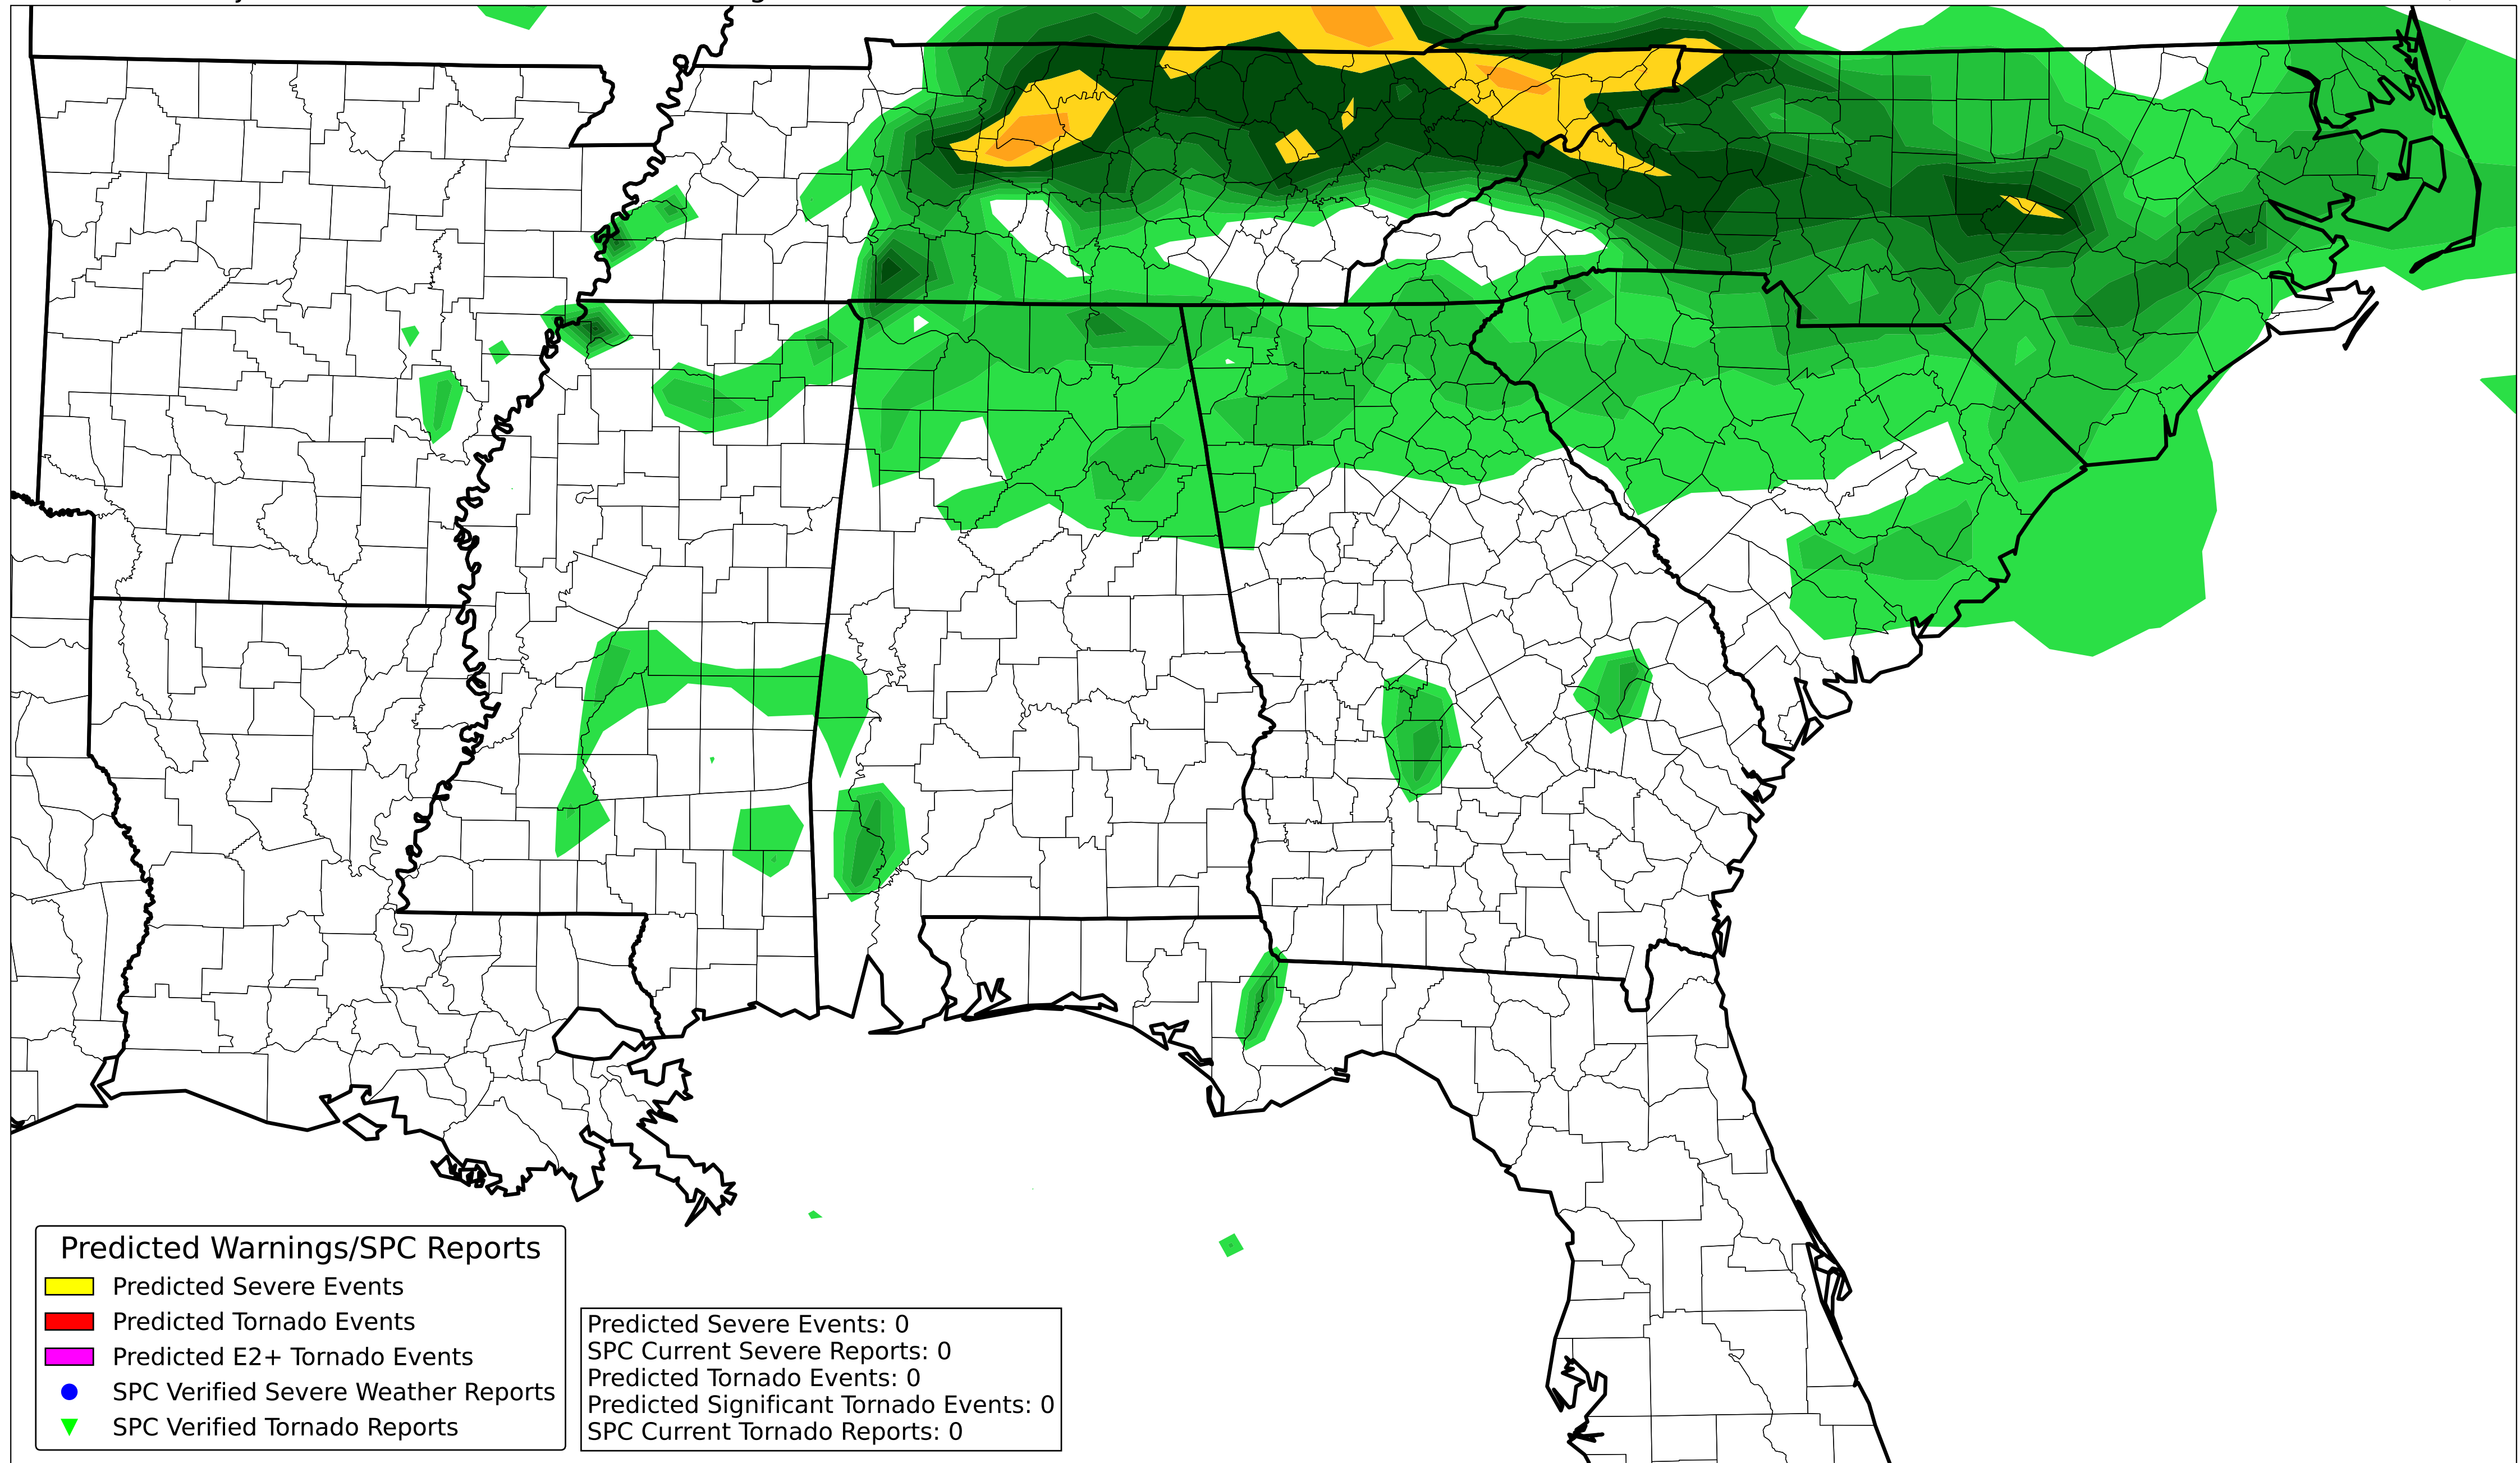 Predicted Warnings/SPC Reports
Predicted Severe Events
Predicted Tornado Events
Predicted E2+ Tornado Events
SPC Verified Severe Weather Reports
SPC Verified Tornado Reports
Predicted Severe Events: 0
SPC Current Severe Reports: 0
Predicted Tornado Events: 0
Predicted Significant Tornado Events: 0
SPC Current Tornado Reports: 0